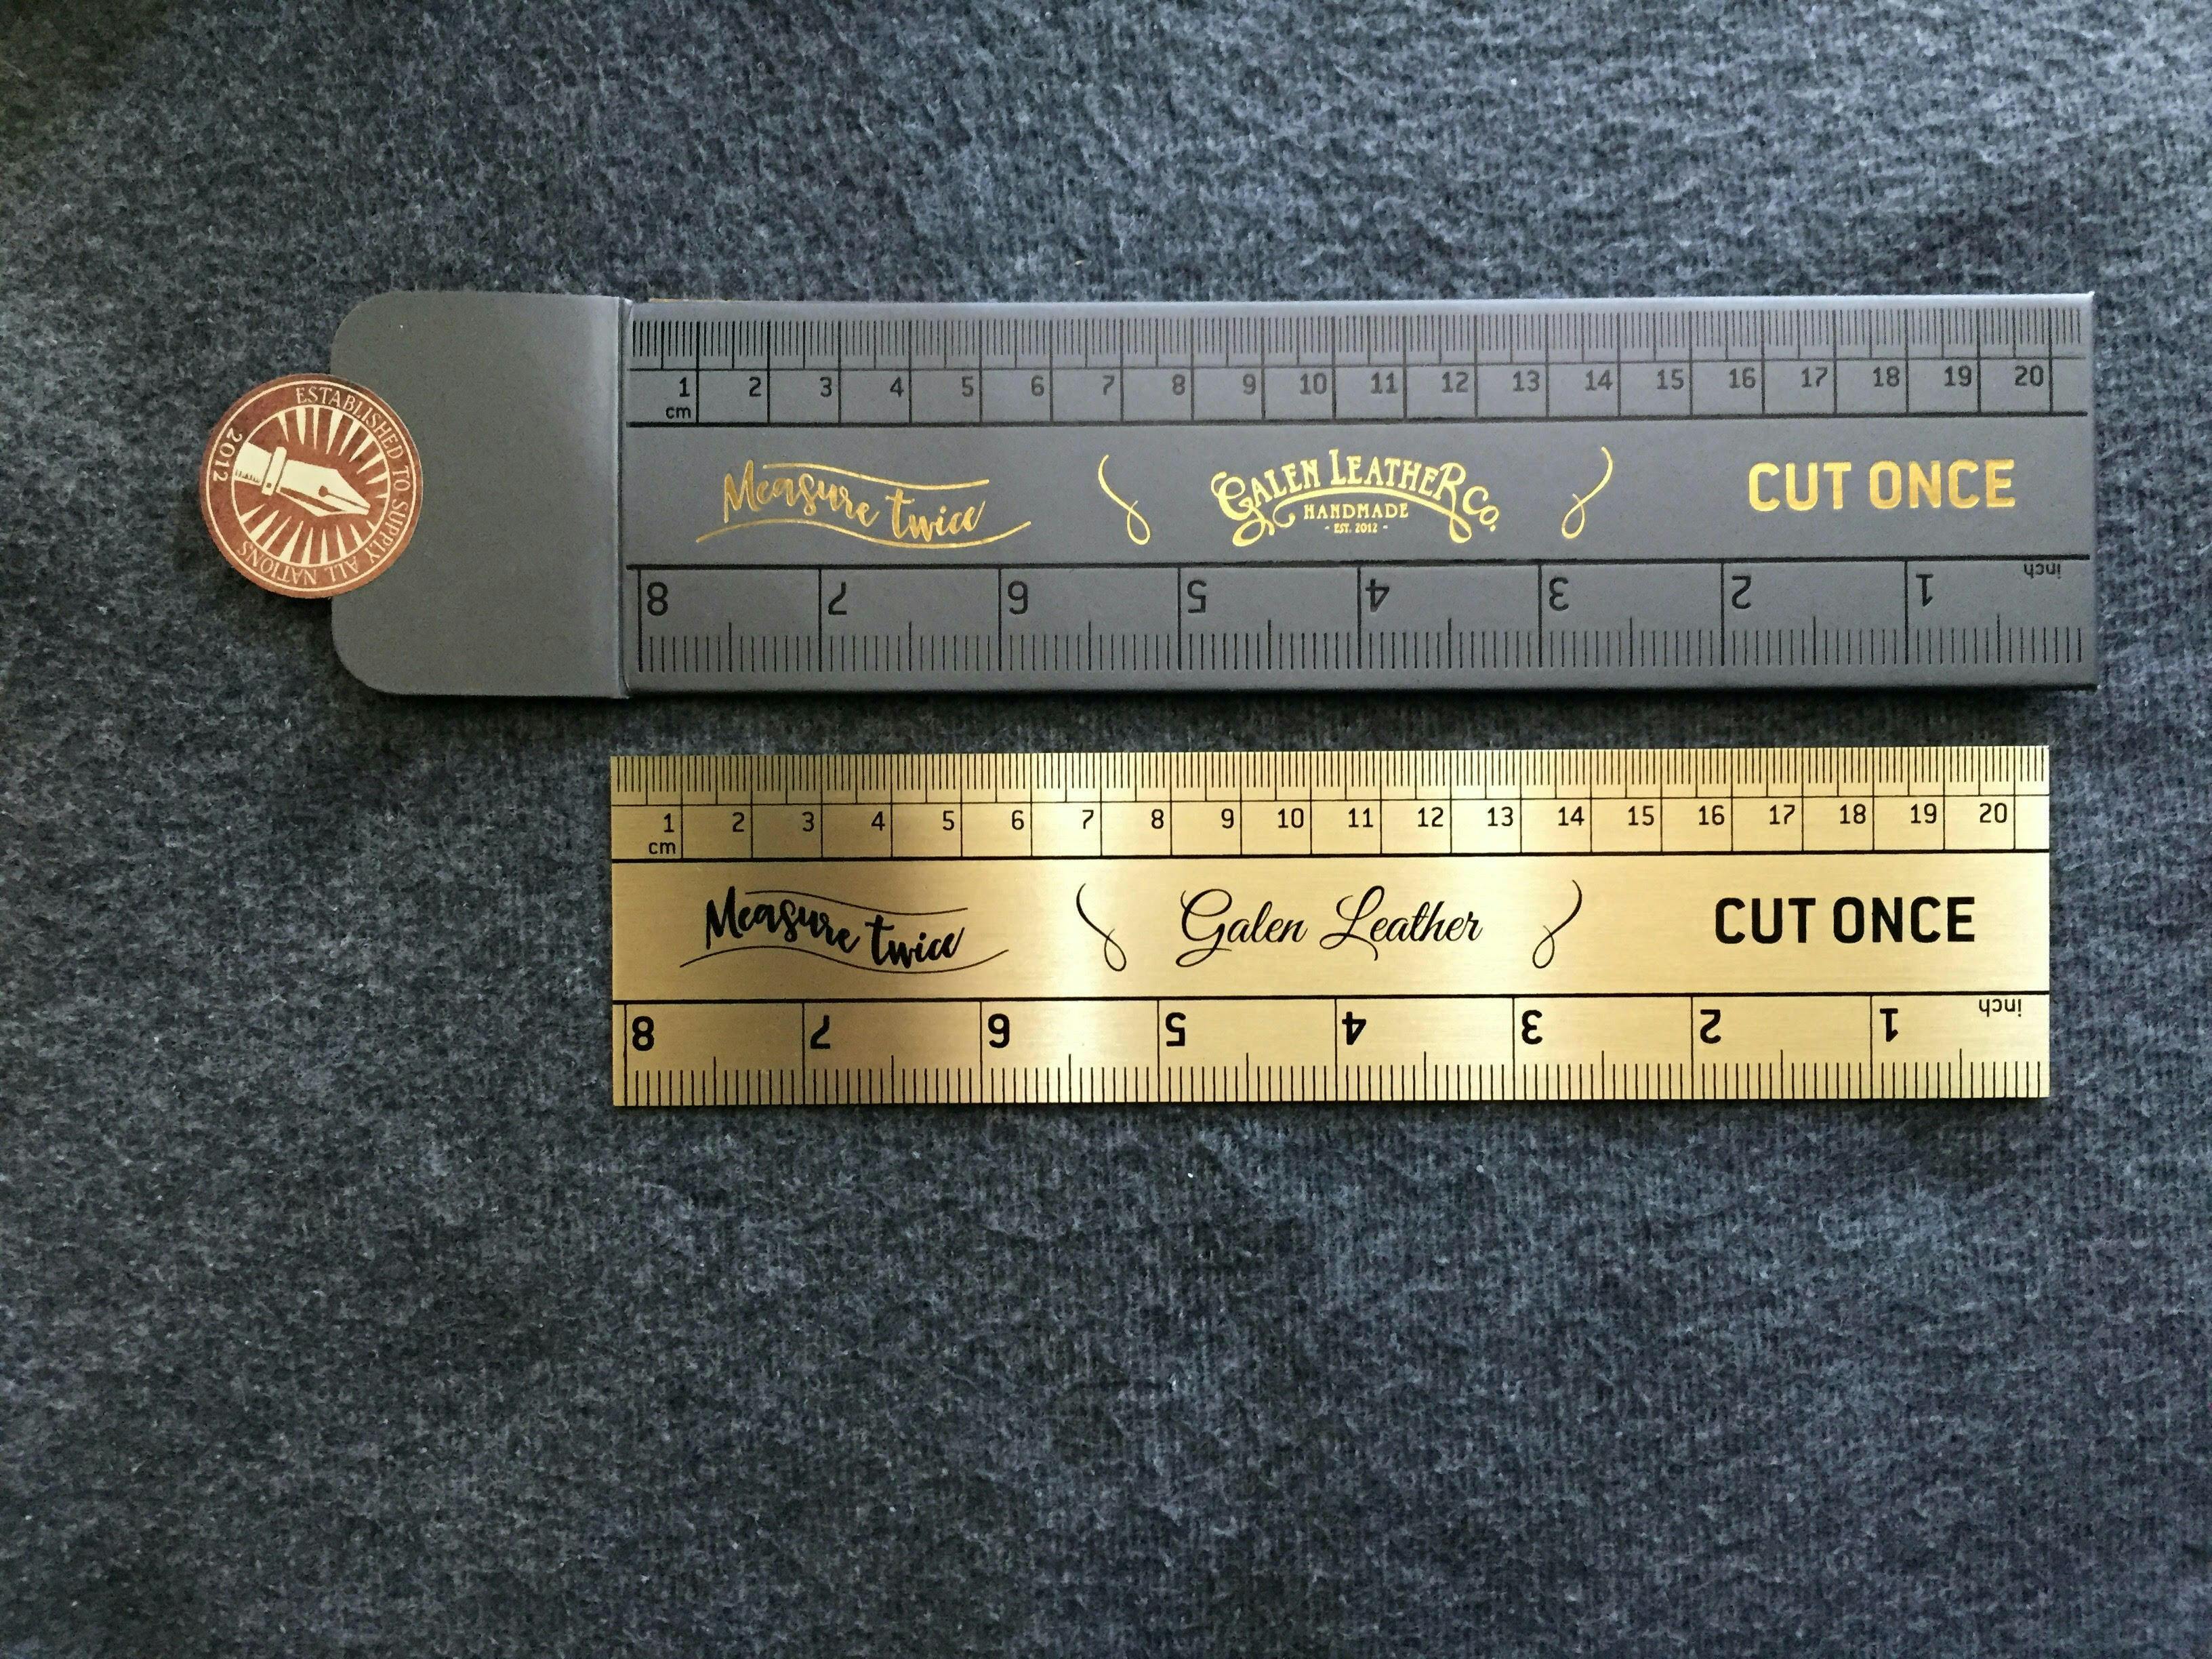 ESTABLISHED TO SUPPLY ALL NATIONS
2012
1 2 3 4 5 6 7 8 9 10 11 12 13 14 15 16 17 18 19 20
cm
Measure twice
GALEN LEATHER CO.
HANDMADE
- EST. 2012 -
CUT ONCE
8 7 6 5 4 3 2 1 inch
1 2 3 4 5 6 7 8 9 10 11 12 13 14 15 16 17 18 19 20
cm
Measure twice
Galen Leather
CUT ONCE
8 7 6 5 4 3 2 1 inch